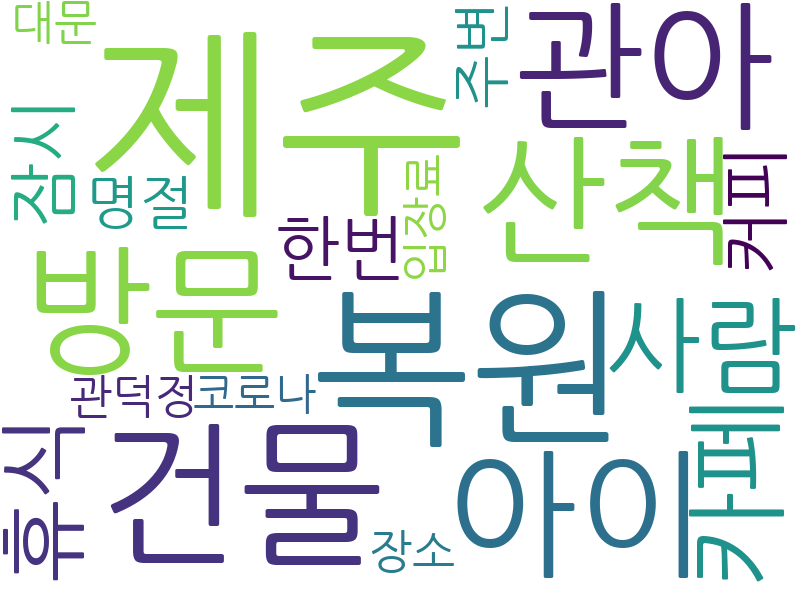 대문
제주
주변
관아
잠시
명절
산책
커피
입장료
한번
방문
복원
사람
관덕정
코로나
휴식
건물
아이
카페
장소